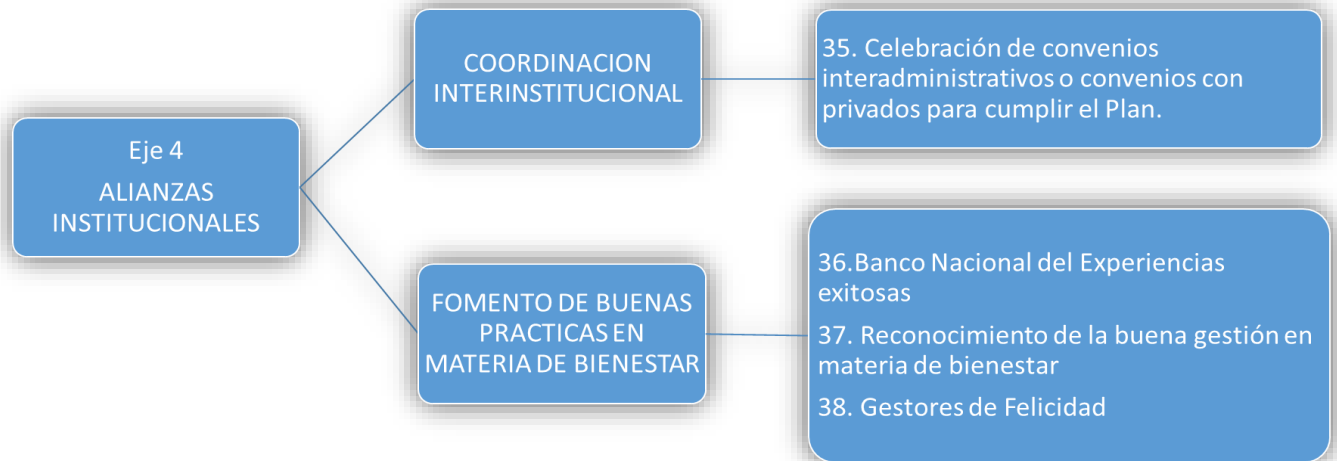 Eje 4
ALIANZAS
INSTITUCIONALES
COORDINACION
INTERINSTITUCIONAL
35. Celebración de convenios
interadministrativos o convenios con
privados para cumplir el Plan.
FOMENTO DE BUENAS
PRACTICAS EN
MATERIA DE BIENESTAR
36.Banco Nacional del Experiencias
exitosas
37. Reconocimiento de la buena gestión en
materia de bienestar
38. Gestores de Felicidad